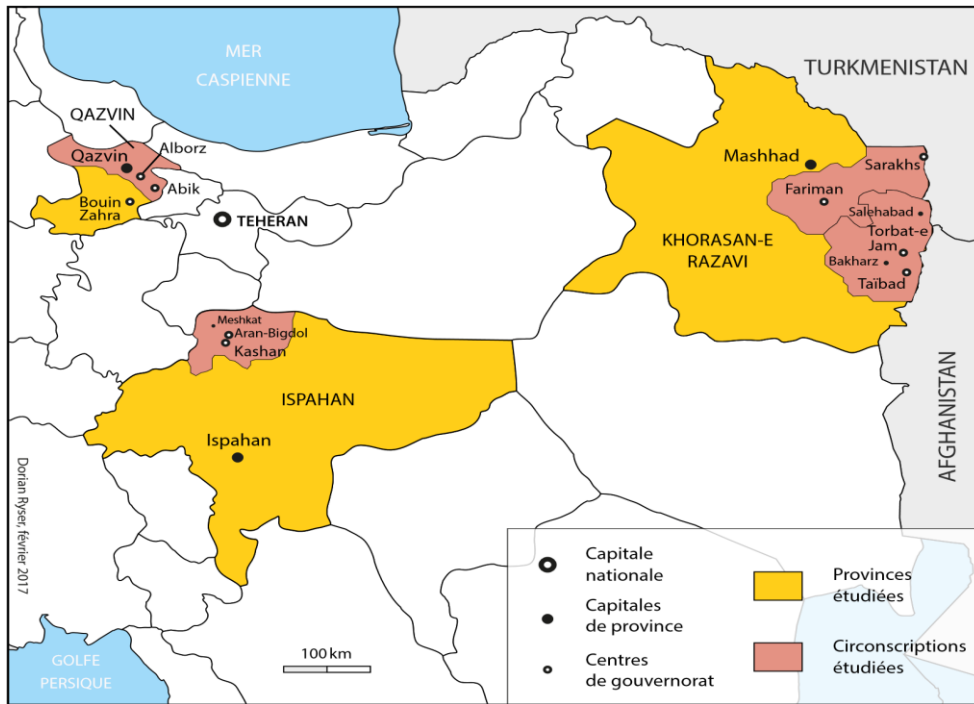 MER
CASPIENNE
TURKMENISTAN
QAZVIN
Alborz
Qazvin
Abik
Bouin
Zahra
TEHERAN
Mashhad
Sarakhs
Fariman
Salehabad
Torbat-e
Jam
Bakharz
Taïbad
KHORASAN-E
RAZAVI
Meshkat
Aran-Bigdol
Kashan
ISPAHAN
Ispahan
AFGHANISTAN
Dorian Ryser, février 2017
GOLFE
PERSIQUE
100 km
Capitale
nationale
Capitales
de province
Centres
de gouvernorat
Provinces
étudiées
Circonscriptions
étudiées